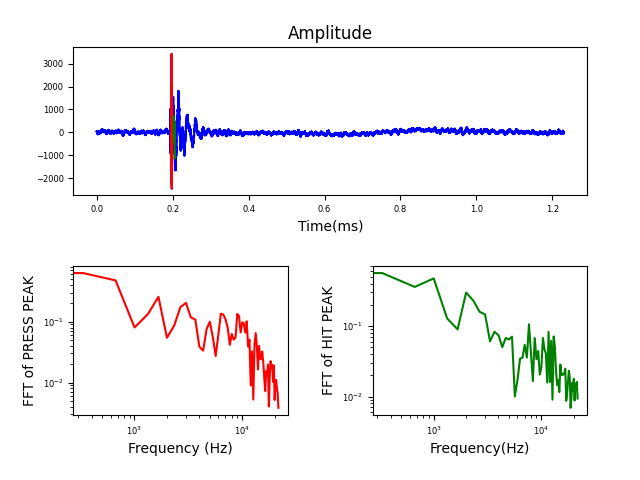 Amplitude
3000
2000
1000
0
−1000
−2000
0.0 0.2 0.4 0.6 0.8 1.0 1.2
Time(ms)
FFT of PRESS PEAK
10⁻¹
10⁻²
10³ 10⁴
Frequency (Hz)
FFT of HIT PEAK
10⁻¹
10⁻²
10³ 10⁴
Frequency(Hz)